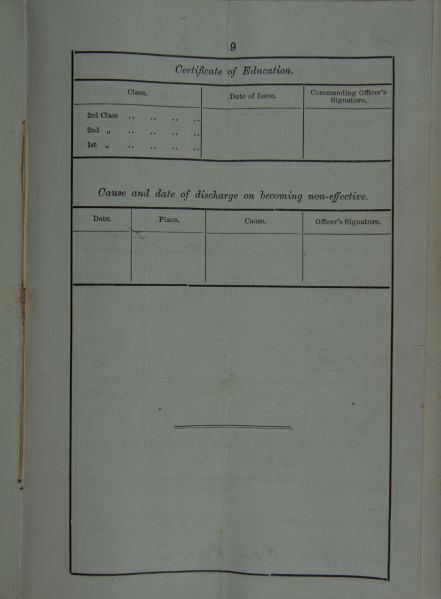 9
Certificate of Education.
Class. Date of Issue. Commanding Officer's Signature.
3rd Class .. .. .. ..
2nd „ .. .. .. ..
1st „ .. .. .. ..
Cause and date of discharge on becoming non-effective.
Date. Place. Cause. Officer's Signature.